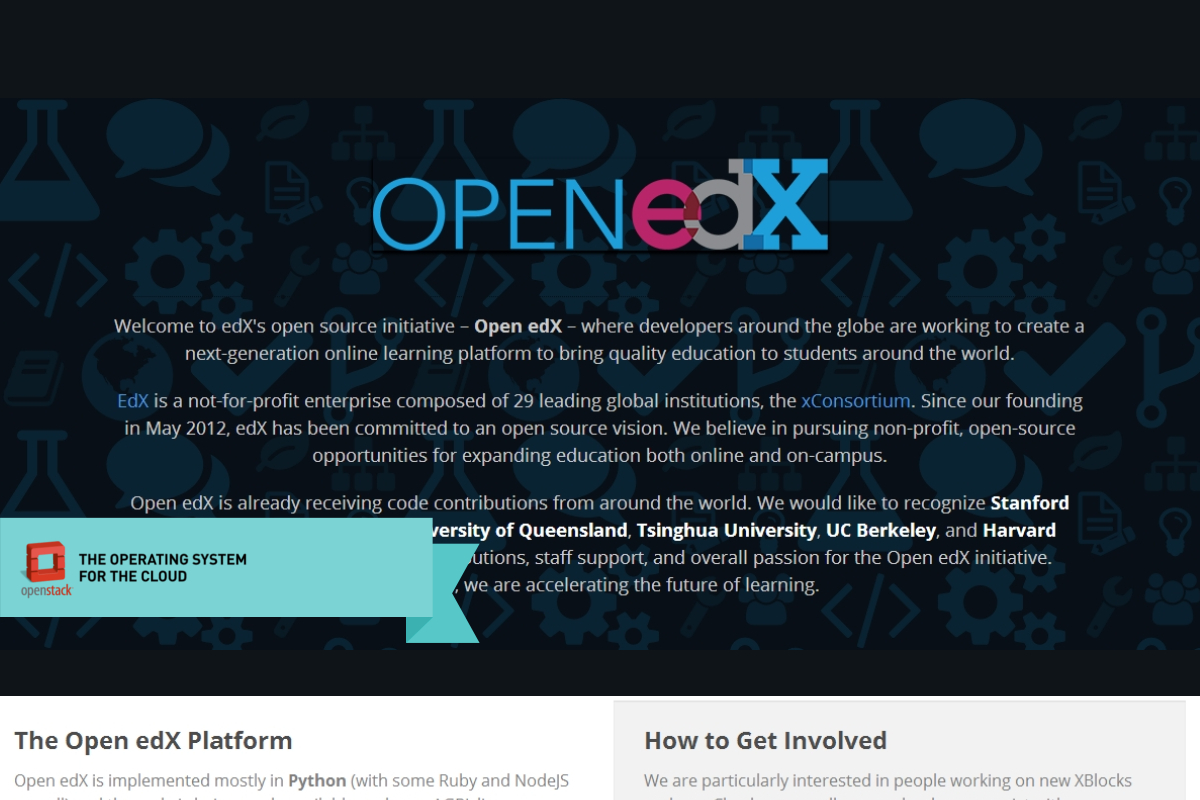 OPENedX
Welcome to edX's open source initiative – Open edX – where developers around the globe are working to create a
next-generation online learning platform to bring quality education to students around the world.
EdX is a not-for-profit enterprise composed of 29 leading global institutions, the xConsortium. Since our founding
in May 2012, edX has been committed to an open source vision. We believe in pursuing non-profit, open-source
opportunities for expanding education both online and on-campus.
Open edX is already receiving code contributions from around the world. We would like to recognize Stanford
of Queensland, Tsinghua University, UC Berkeley, and Harvard
staff support, and overall passion for the Open edX initiative.
we are accelerating the future of learning.
THE OPERATING SYSTEM
FOR THE CLOUD
openstack
The Open edX Platform
Open edX is implemented mostly in Python (with some Ruby and NodeJS
How to Get Involved
We are particularly interested in people working on new XBlocks